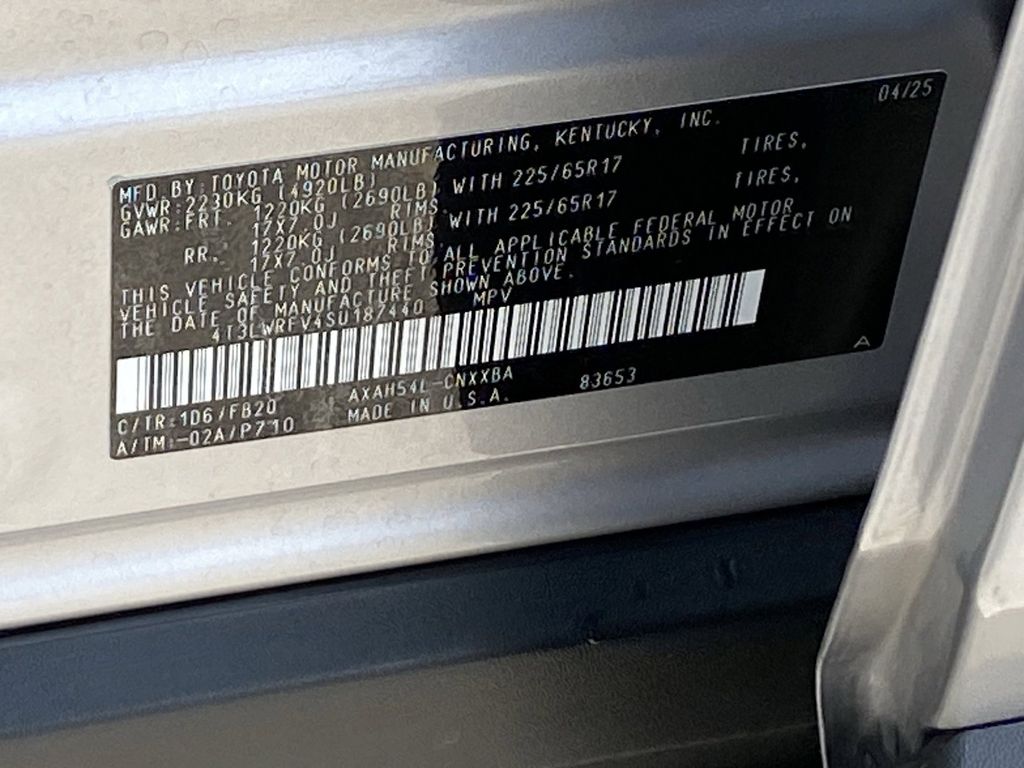 04/25
MFD.BY:TOYOTA MOTOR MANUFACTURING, KENTUCKY, INC.
GVWR:2230KG (4920LB)
GAWR:FRT. 1220KG (2690LB) WITH 225/65R17 TIRES,
17X7.0J RIMS
RR. 1220KG (2690LB) WITH 225/65R17 TIRES,
17X7.0J RIMS
THIS VEHICLE CONFORMS TO ALL APPLICABLE FEDERAL MOTOR
VEHICLE SAFETY AND THEFT PREVENTION STANDARDS IN EFFECT ON
THE DATE OF MANUFACTURE SHOWN ABOVE.
4T3LWRFV4SU187440 MPV
C/TR:1D6/FB20 AXAH54L-CNXXBA 83653
A/TM:-02A/P710 MADE IN U.S.A.
A